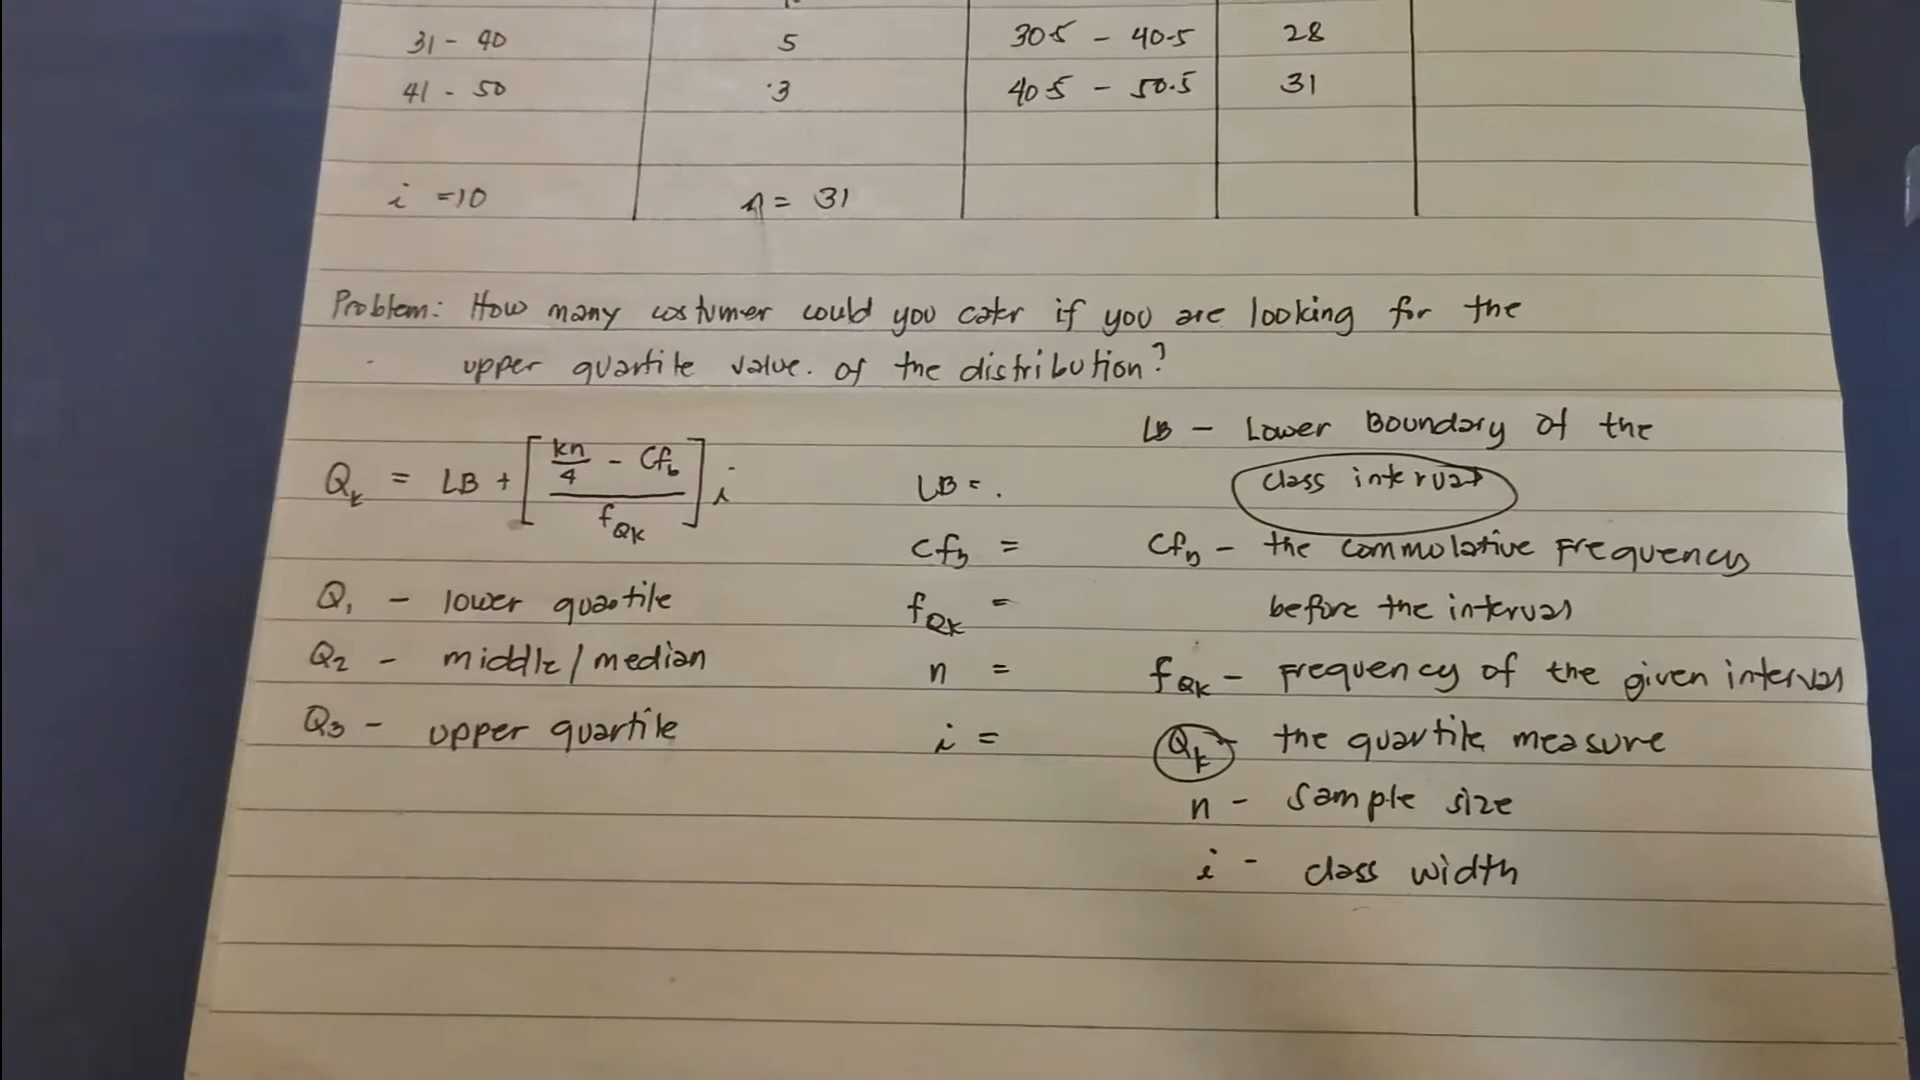 31 - 40 5 30.5 - 40.5 28
41 - 50 3 40.5 - 50.5 31
i = 10 n = 31
Problem: How many costumer could you cater if you are looking for the
upper quartile value. of the distribution?
LB - Lower Boundary of the
class interval
Qk = LB + [ (kn/4 - Cfb) / fQk ] i
LB = .
Cfb = Cfb - the commolative Frequency
Q1 - lower quartile
fQk = before the interval
Q2 - middle/median n = fQk - Frequency of the given interval
Q3 - upper quartile i = Qk - the quartile measure
n - sample size
i - class width